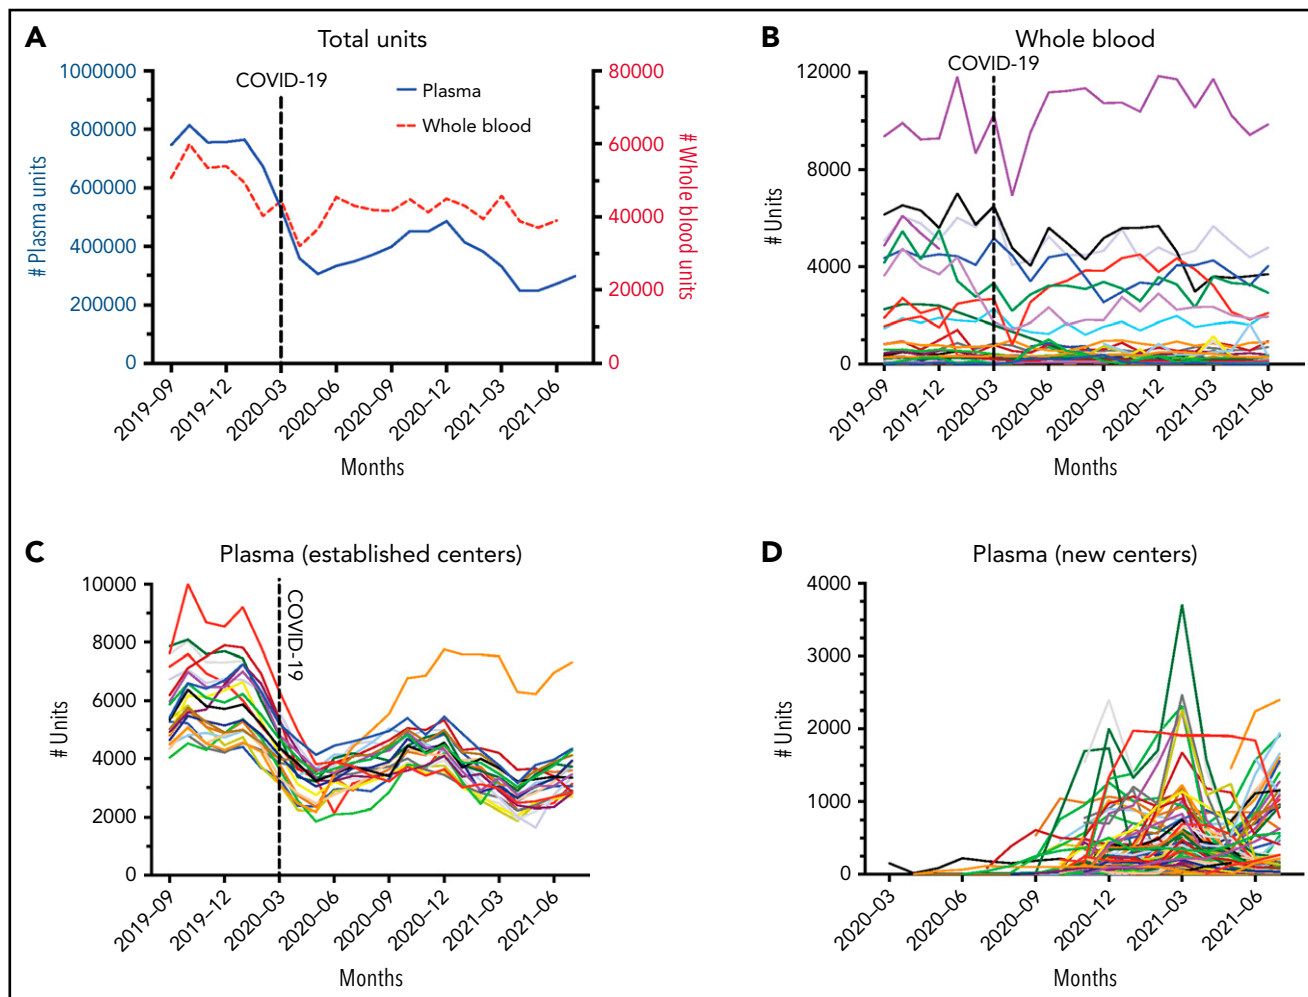 A
Total units
1000000
800000
600000
400000
200000
0
# Plasma units
COVID-19
Plasma
Whole blood
80000
60000
40000
20000
0
# Whole blood units
2019–09
2019–12
2020–03
2020–06
2020–09
2020–12
2021–03
2021–06
Months
B
Whole blood
COVID-19
12000
8000
4000
0
# Units
2019–09
2019–12
2020–03
2020–06
2020–09
2020–12
2021–03
2021–06
Months
C
Plasma (established centers)
10000
8000
6000
4000
2000
0
# Units
COVID-19
2019–09
2019–12
2020–03
2020–06
2020–09
2020–12
2021–03
2021–06
Months
D
Plasma (new centers)
4000
3000
2000
1000
0
# Units
2020–03
2020–06
2020–09
2020–12
2021–03
2021–06
Months